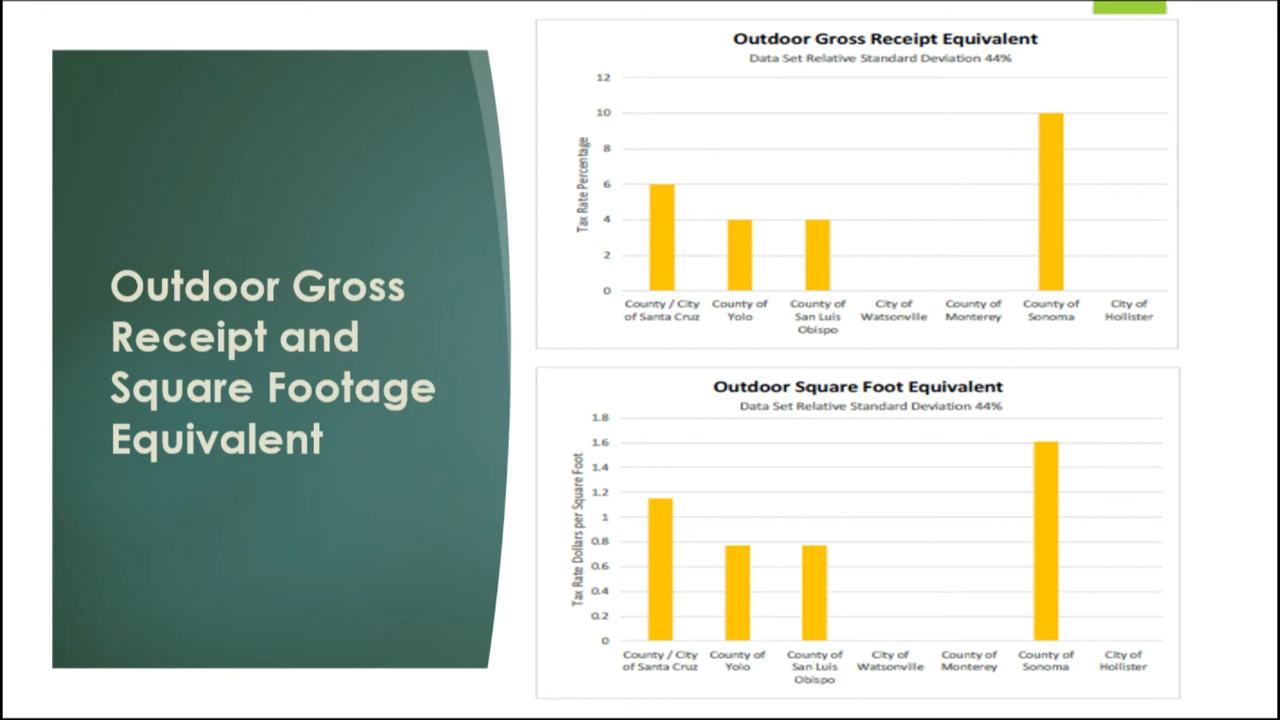 Outdoor Gross
Receipt and
Square Footage
Equivalent
Outdoor Gross Receipt Equivalent
Data Set Relative Standard Deviation 44%
Tax Rate Percentage
12
10
8
6
4
2
0
County / City of Santa Cruz
County of Yolo
County of San Luis Obispo
City of Watsonville
County of Monterey
County of Sonoma
City of Hollister
Outdoor Square Foot Equivalent
Data Set Relative Standard Deviation 44%
Tax Rate Dollars per Square Foot
1.8
1.6
1.4
1.2
1
0.8
0.6
0.4
0.2
0
County / City of Santa Cruz
County of Yolo
County of San Luis Obispo
City of Watsonville
County of Monterey
County of Sonoma
City of Hollister